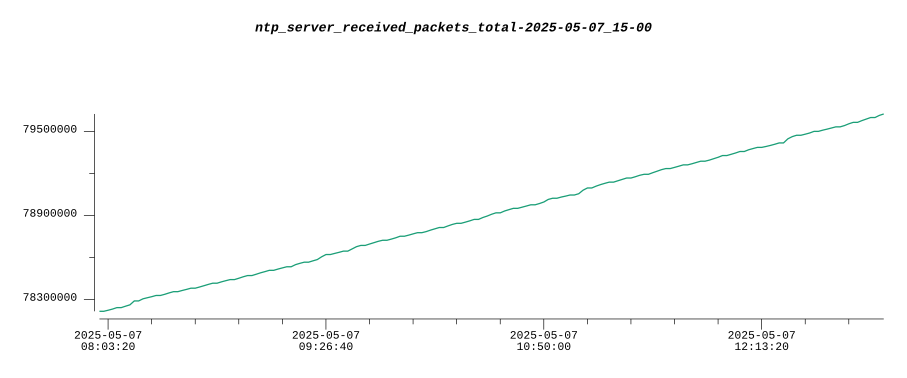 ntp_server_received_packets_total-2025-05-07_15-00
79500000
78900000
78300000
2025-05-07 2025-05-07 2025-05-07 2025-05-07
08:03:20 09:26:40 10:50:00 12:13:20